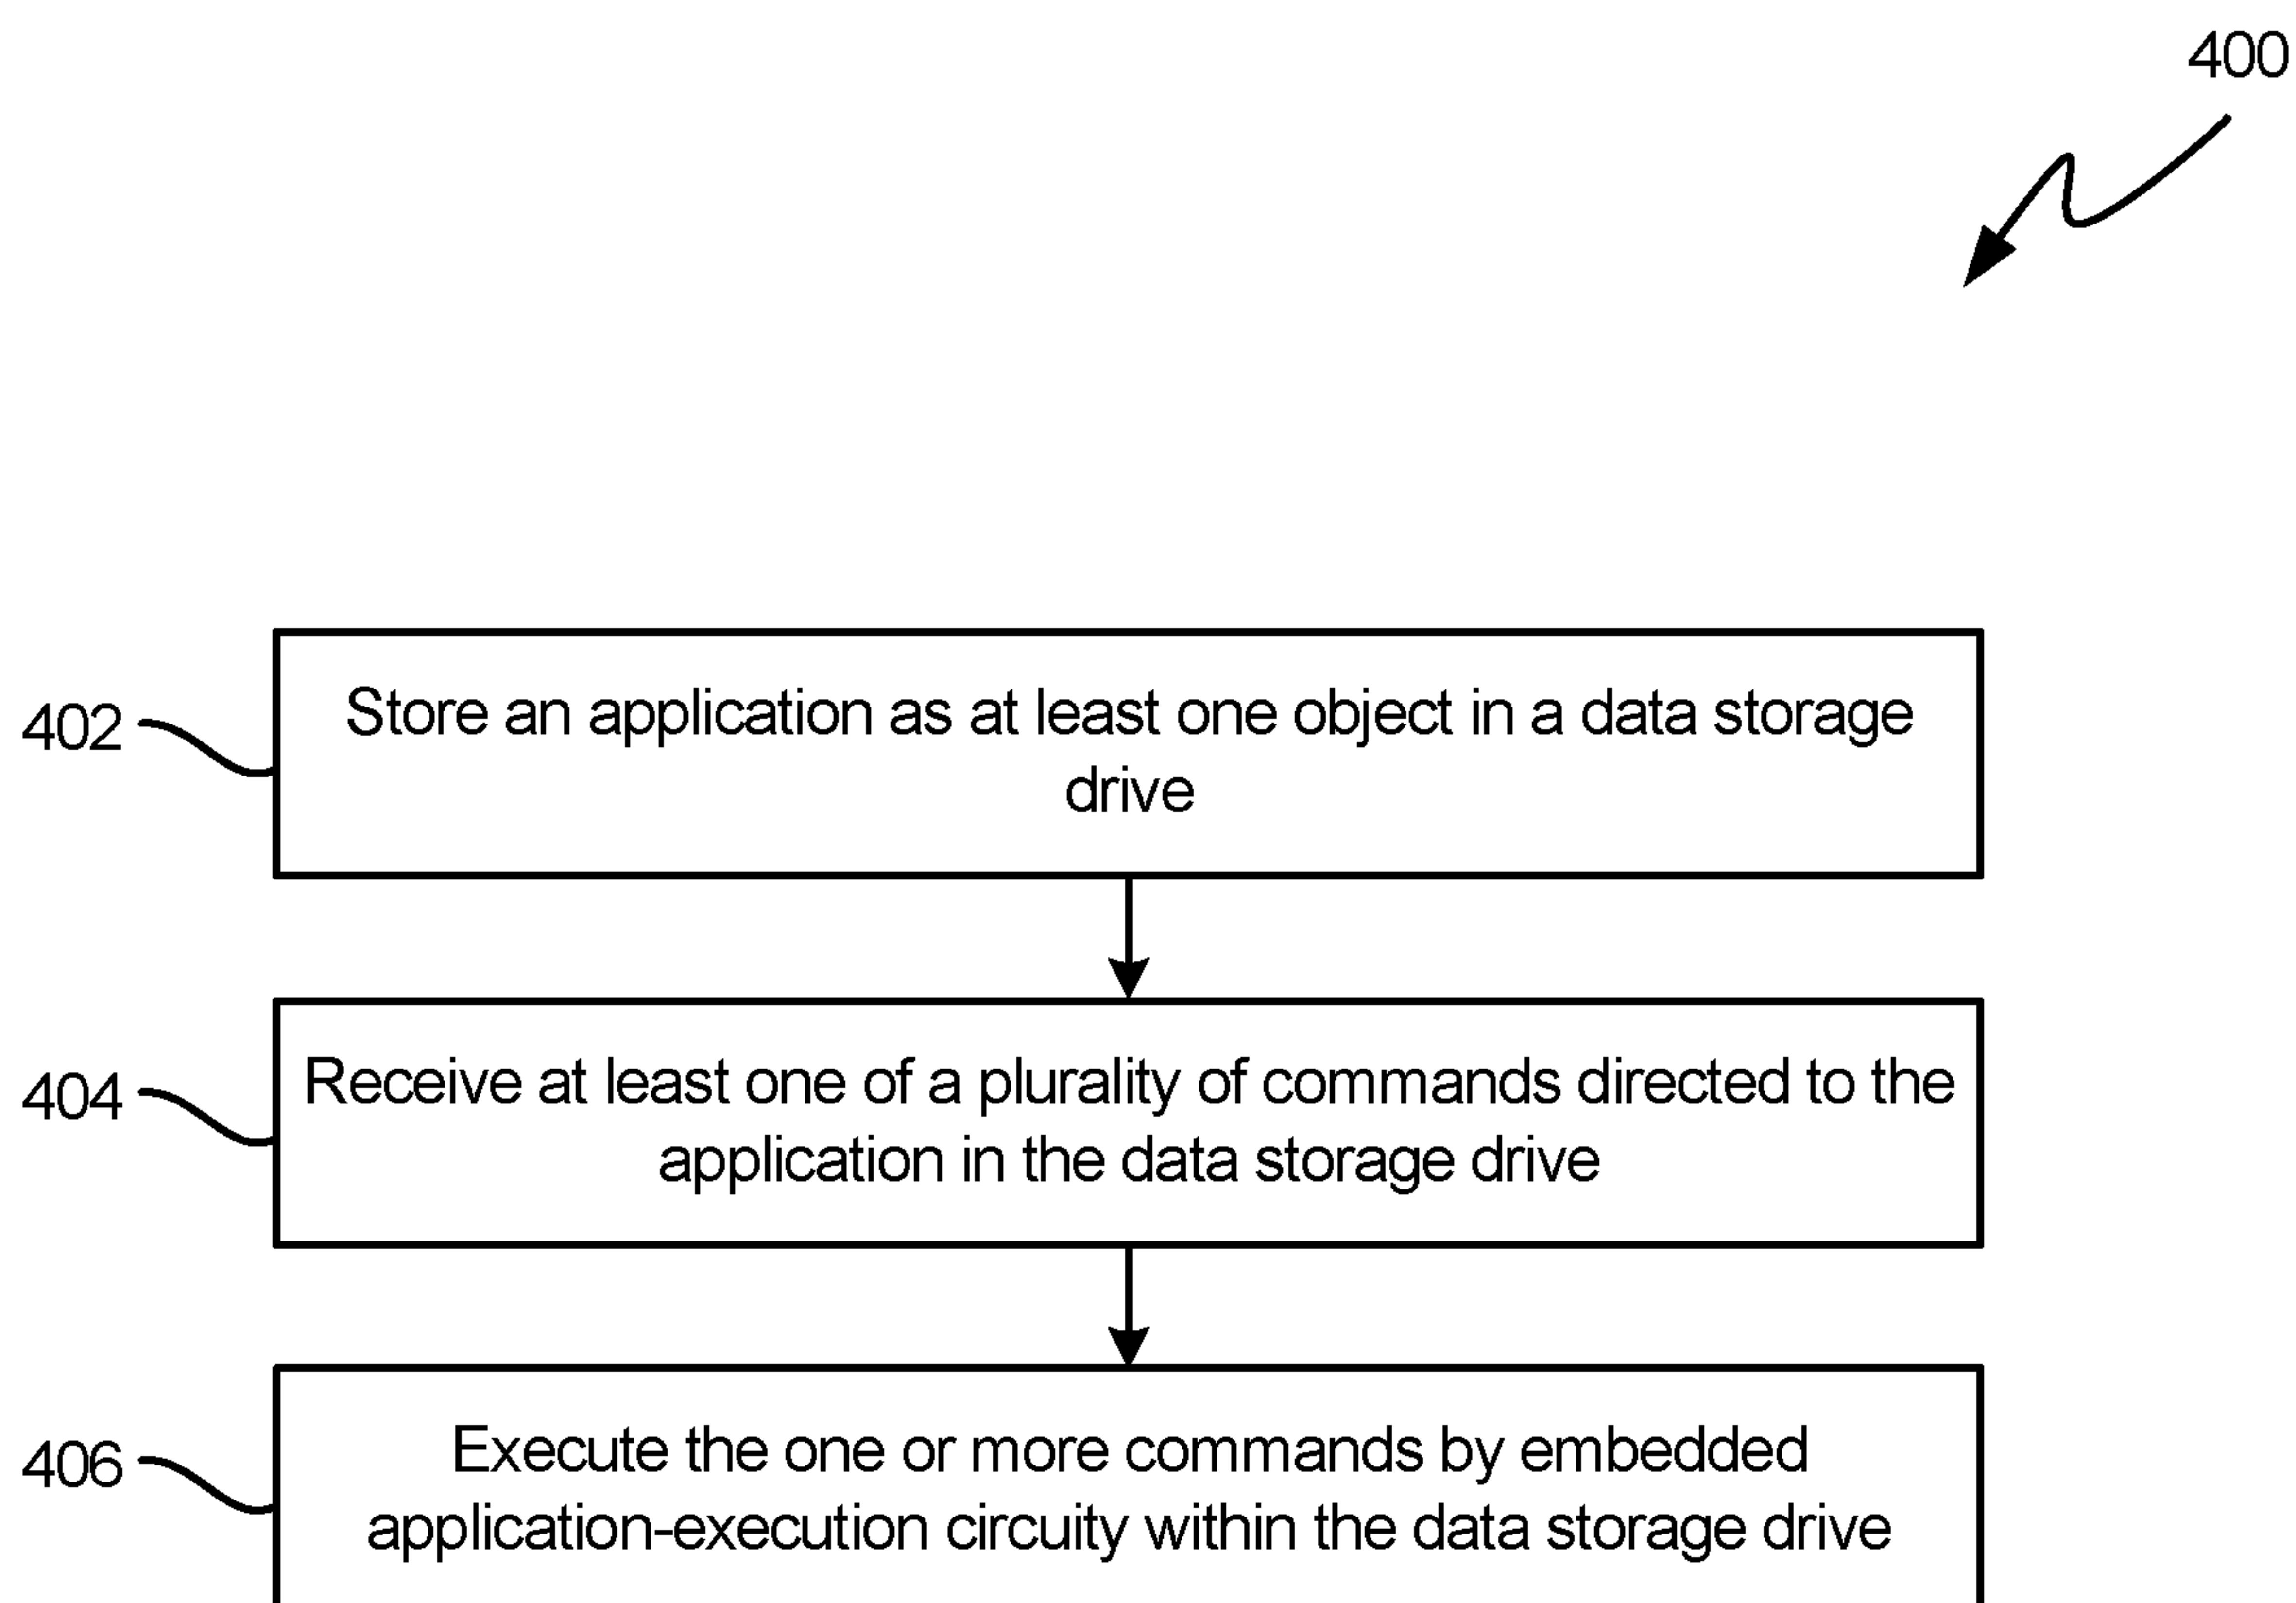 400
402
Store an application as at least one object in a data storage
drive
404
Receive at least one of a plurality of commands directed to the
application in the data storage drive
406
Execute the one or more commands by embedded
application-execution circuity within the data storage drive